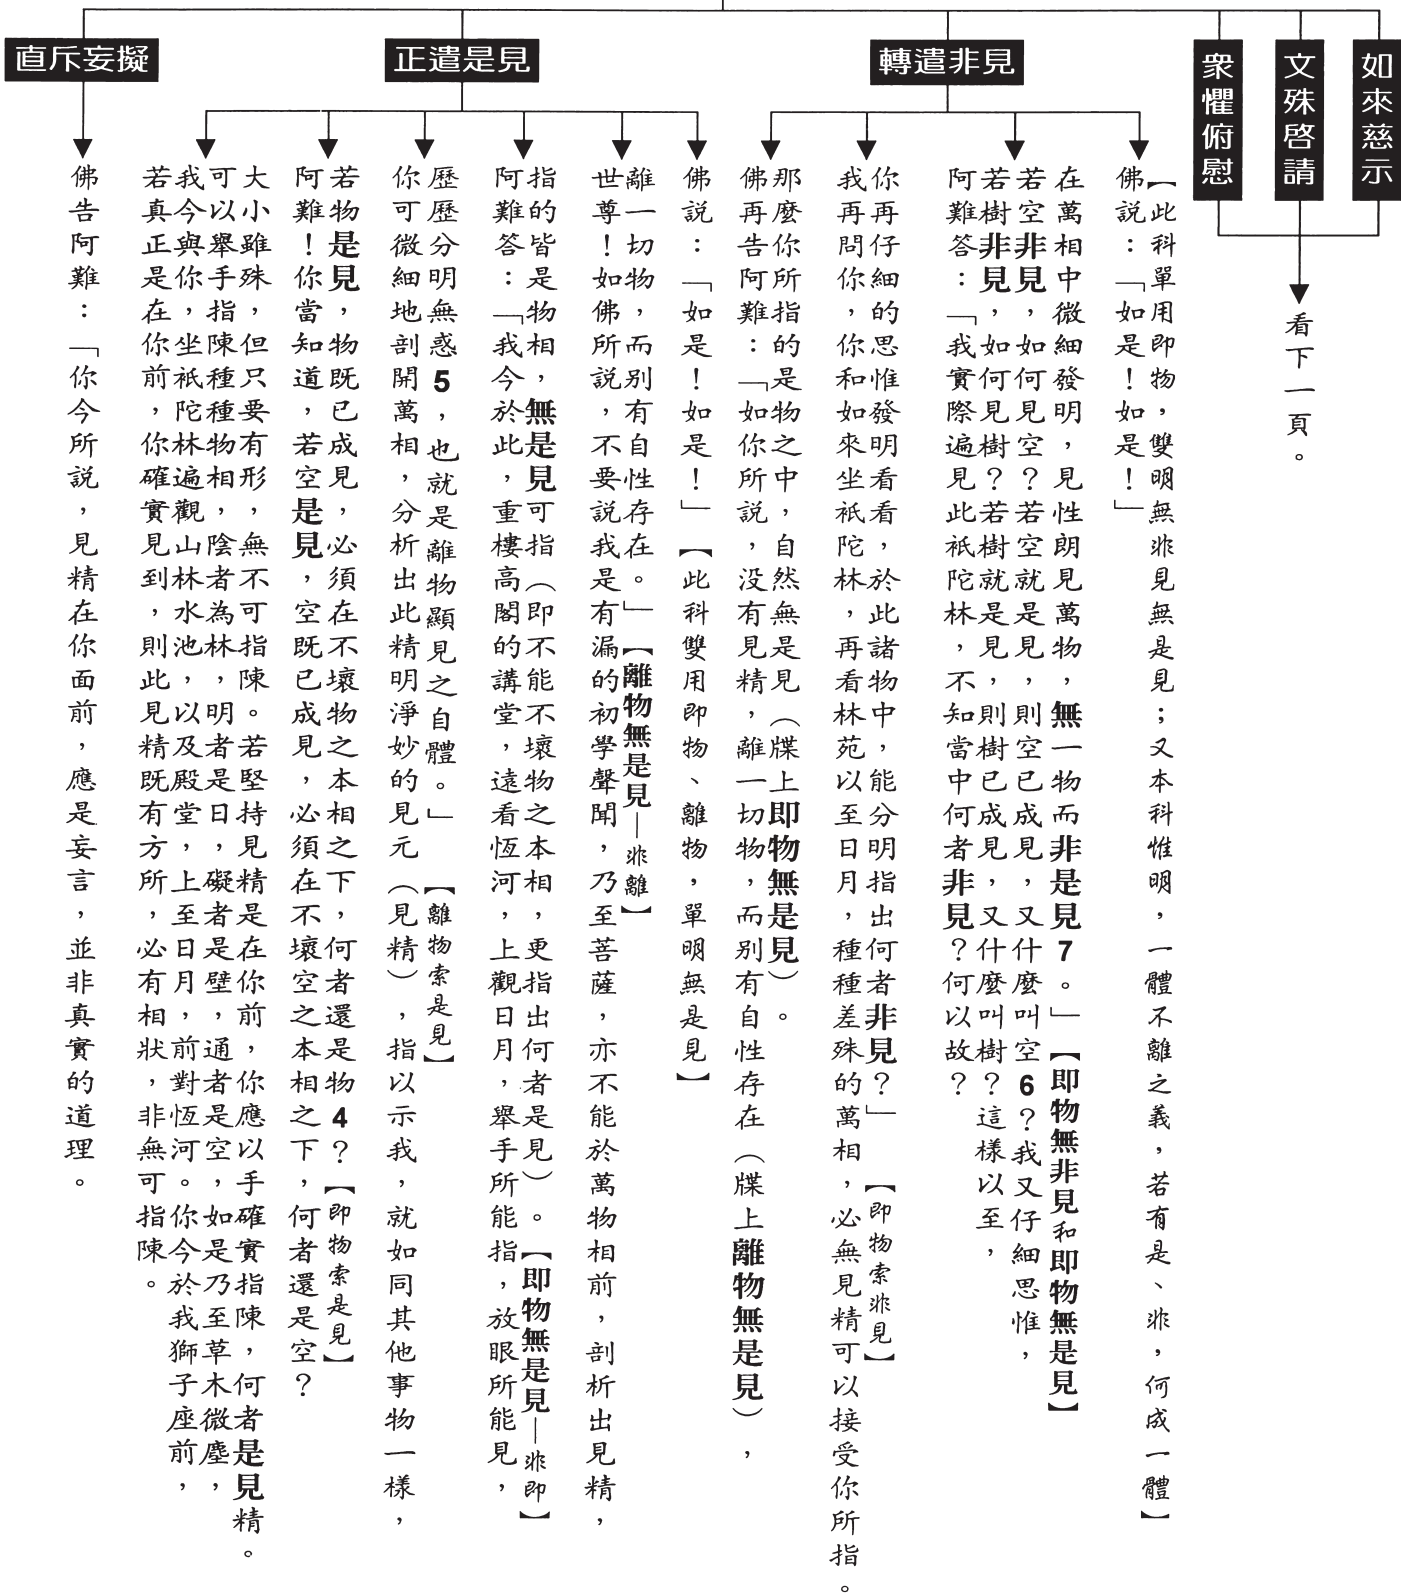 直斥妄擬
佛告阿難：「你今所說，見精在你面前，應是妄言，並非真實的道理。
正遣是見
若真正是在你前，你確實見到，則此見精既有方所，必有相狀，非無可指陳。
我今與你，坐衹陀林遍觀山林水池，以及殿堂，上至日月，前對恆河。你今於我獅子座前，
可以舉手指陳種種物相，陰者為林，明者是日，礙者是壁，通者是空，如是乃至草木微塵，
大小雖殊，但只要有形，無不可指陳。若堅持見精是在你前，你應以手確實指陳，何者是見精。
阿難！你當知道，若空是見，空既已成見，必須在不壞空之本相之下，何者還是空？
若物是見，物既已成見，必須在不壞物之本相之下，何者還是物4？【即物索是見】
你可微細地剖開萬相，分析出此精明淨妙的見元（見精），指以示我，就如同其他事物一樣，
歷歷分明無惑5，也就是離物顯見之自體。」【離物索是見】
阿難答：「我今於此，重樓高閣的講堂，遠看恆河，上觀日月，舉手所能指，放眼所能見，
指的皆是物相，無是見可指（即不能不壞物之本相，更指出何者是見）。【即物無是見—非即】
世尊！如佛所說，不要說我是有漏的初學聲聞，乃至菩薩，亦不能於萬物相前，剖析出見精，
離一切物，而別有自性存在。」【離物無是見—非離】
佛說：「如是！如是！」【此科雙用即物、離物，單明無是見】
轉遣非見
佛再告阿難：「如你所說，沒有見精，離一切物，而別有自性存在（牒上離物無是見），
那麼你所指的是物之中，自然無是見（牒上即物無是見）。
我再問你，你和如來坐衹陀林，再看林苑以至日月，種種差殊的萬相，必無見精可以接受你所指。
你再仔細的思惟發明看看，於此諸物中，能分明指出何者非見？」【即物索非見】
阿難答：「我實際遍見此衹陀林，不知當中何者非見？何以故？
若樹非見，如何見樹？若樹就是見，則樹已成見，又什麼叫樹？這樣以至，
若空非見，如何見空？若空就是見，則空已成見，又什麼叫空6？我又仔細思惟，
在萬相中微細發明，見性朗見萬物，無一物而非是見7。」【即物無非見和即物無是見】
佛說：「如是！如是！」
【此科單用即物，雙明無非見無是見；又本科惟明，一體不離之義，若有是、非，何成一體】
眾懼俯慰
文殊啓請
如來慈示
看下一頁。